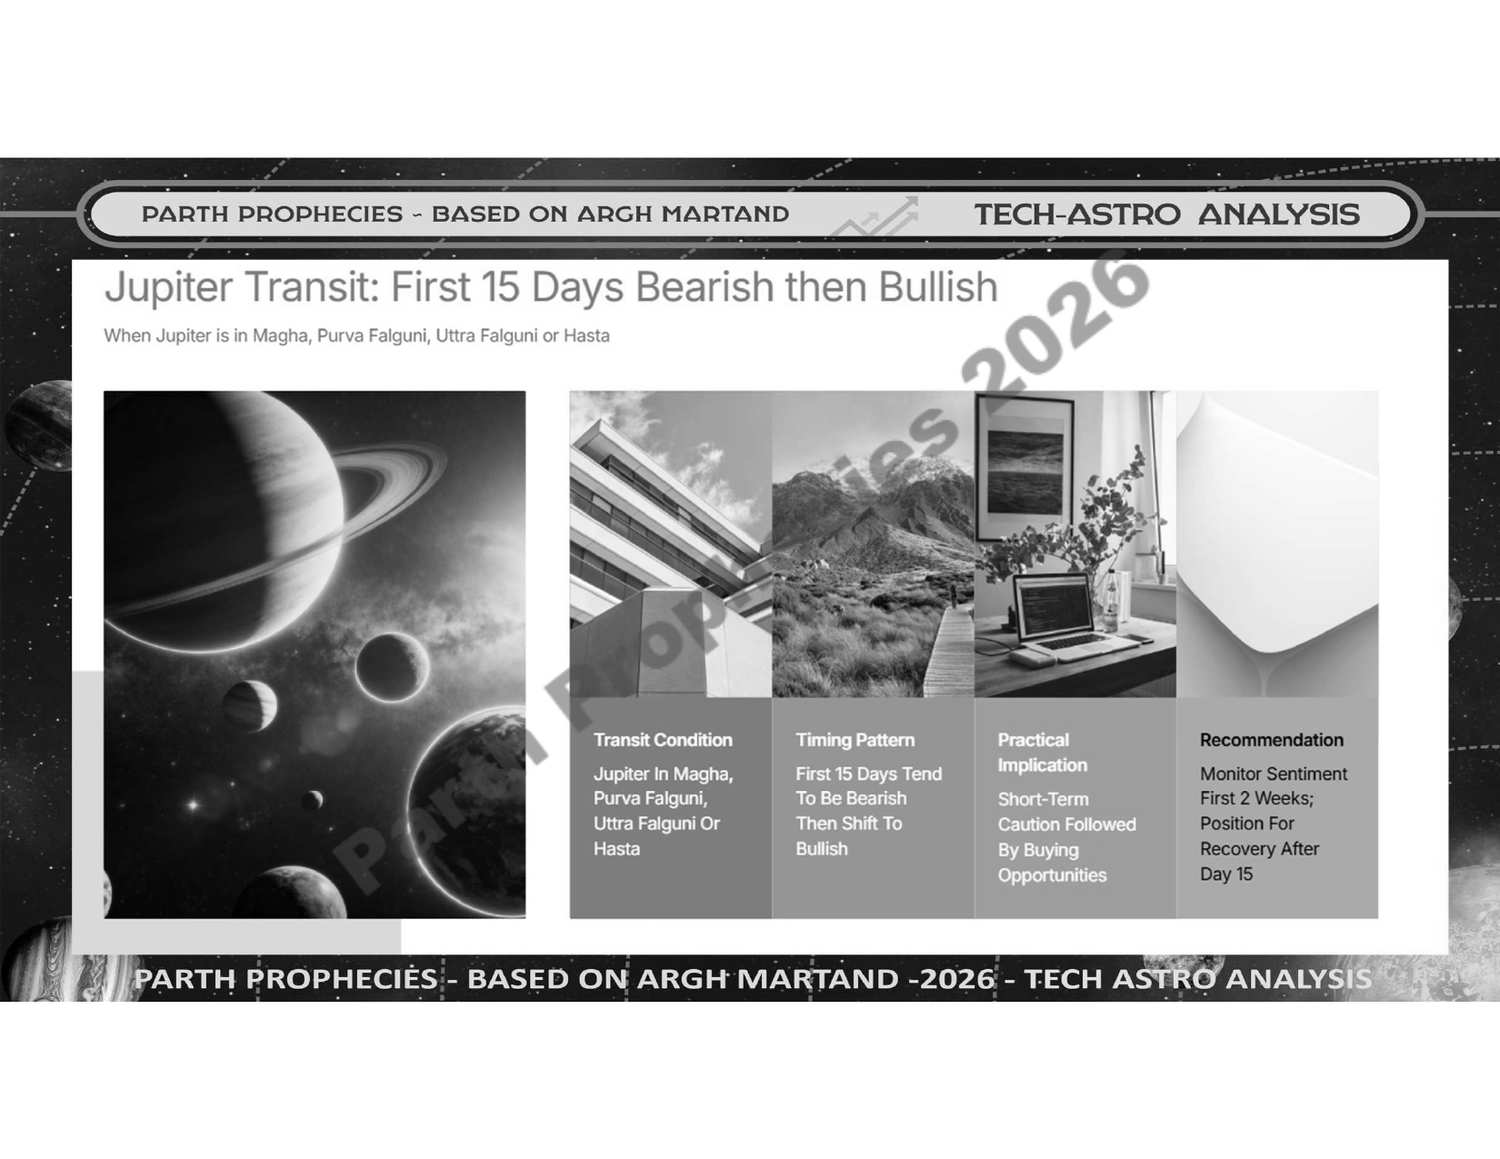 PARTH PROPHECIES ~ BASED ON ARGH MARTAND
TECH-ASTRO ANALYSIS
Jupiter Transit: First 15 Days Bearish then Bullish
When Jupiter is in Magha, Purva Falguni, Uttra Falguni or Hasta
Parth Prophecies 2026
Transit Condition
Jupiter In Magha,
Purva Falguni,
Uttra Falguni Or
Hasta
Timing Pattern
First 15 Days Tend
To Be Bearish
Then Shift To
Bullish
Practical
Implication
Short-Term
Caution Followed
By Buying
Opportunities
Recommendation
Monitor Sentiment
First 2 Weeks;
Position For
Recovery After
Day 15
PARTH PROPHECIES - BASED ON ARGH MARTAND -2026 - TECH ASTRO ANALYSIS